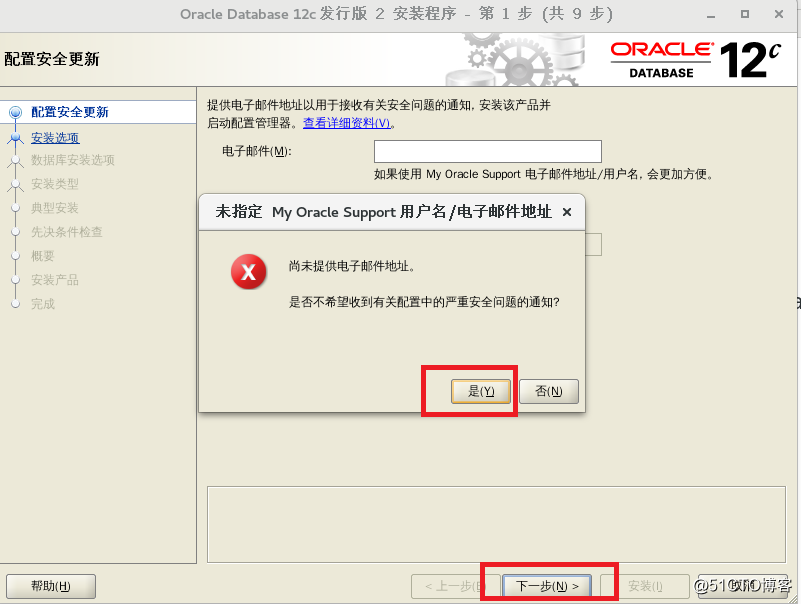 Oracle Database 12c 发行版 2 安装程序 - 第 1 步 (共 9 步)
配置安全更新
ORACLE
DATABASE
12c
配置安全更新
安装选项
数据库安装选项
安装类型
典型安装
先决条件检查
概要
安装产品
完成
提供电子邮件地址以用于接收有关安全问题的通知, 安装该产品并
启动配置管理器。查看详细资料(V)。
电子邮件(M):
如果使用 My Oracle Support 电子邮件地址/用户名, 会更加方便。
未指定 My Oracle Support 用户名/电子邮件地址
尚未提供电子邮件地址。
是否不希望收到有关配置中的严重安全问题的通知?
是(Y)
否(N)
帮助(H)
< 上一步(
下一步(N) >
安装(I)
@51CTO博客